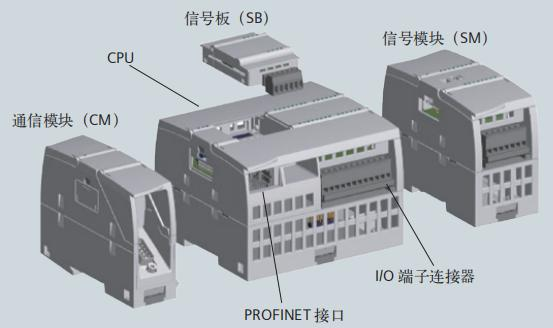 信号板（SB）
信号模块（SM）
CPU
通信模块（CM）
I/O 端子连接器
PROFINET 接口